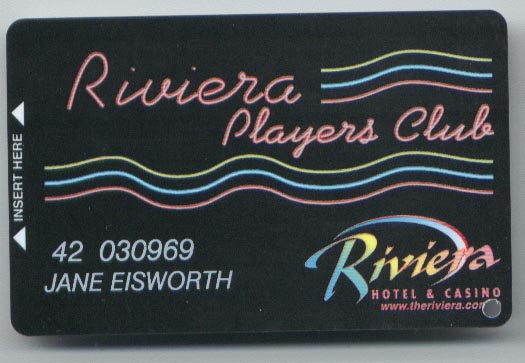 Riviera
Players Club
INSERT HERE
42 030969
JANE EISWORTH
Riviera
HOTEL & CASINO
www.theriviera.com